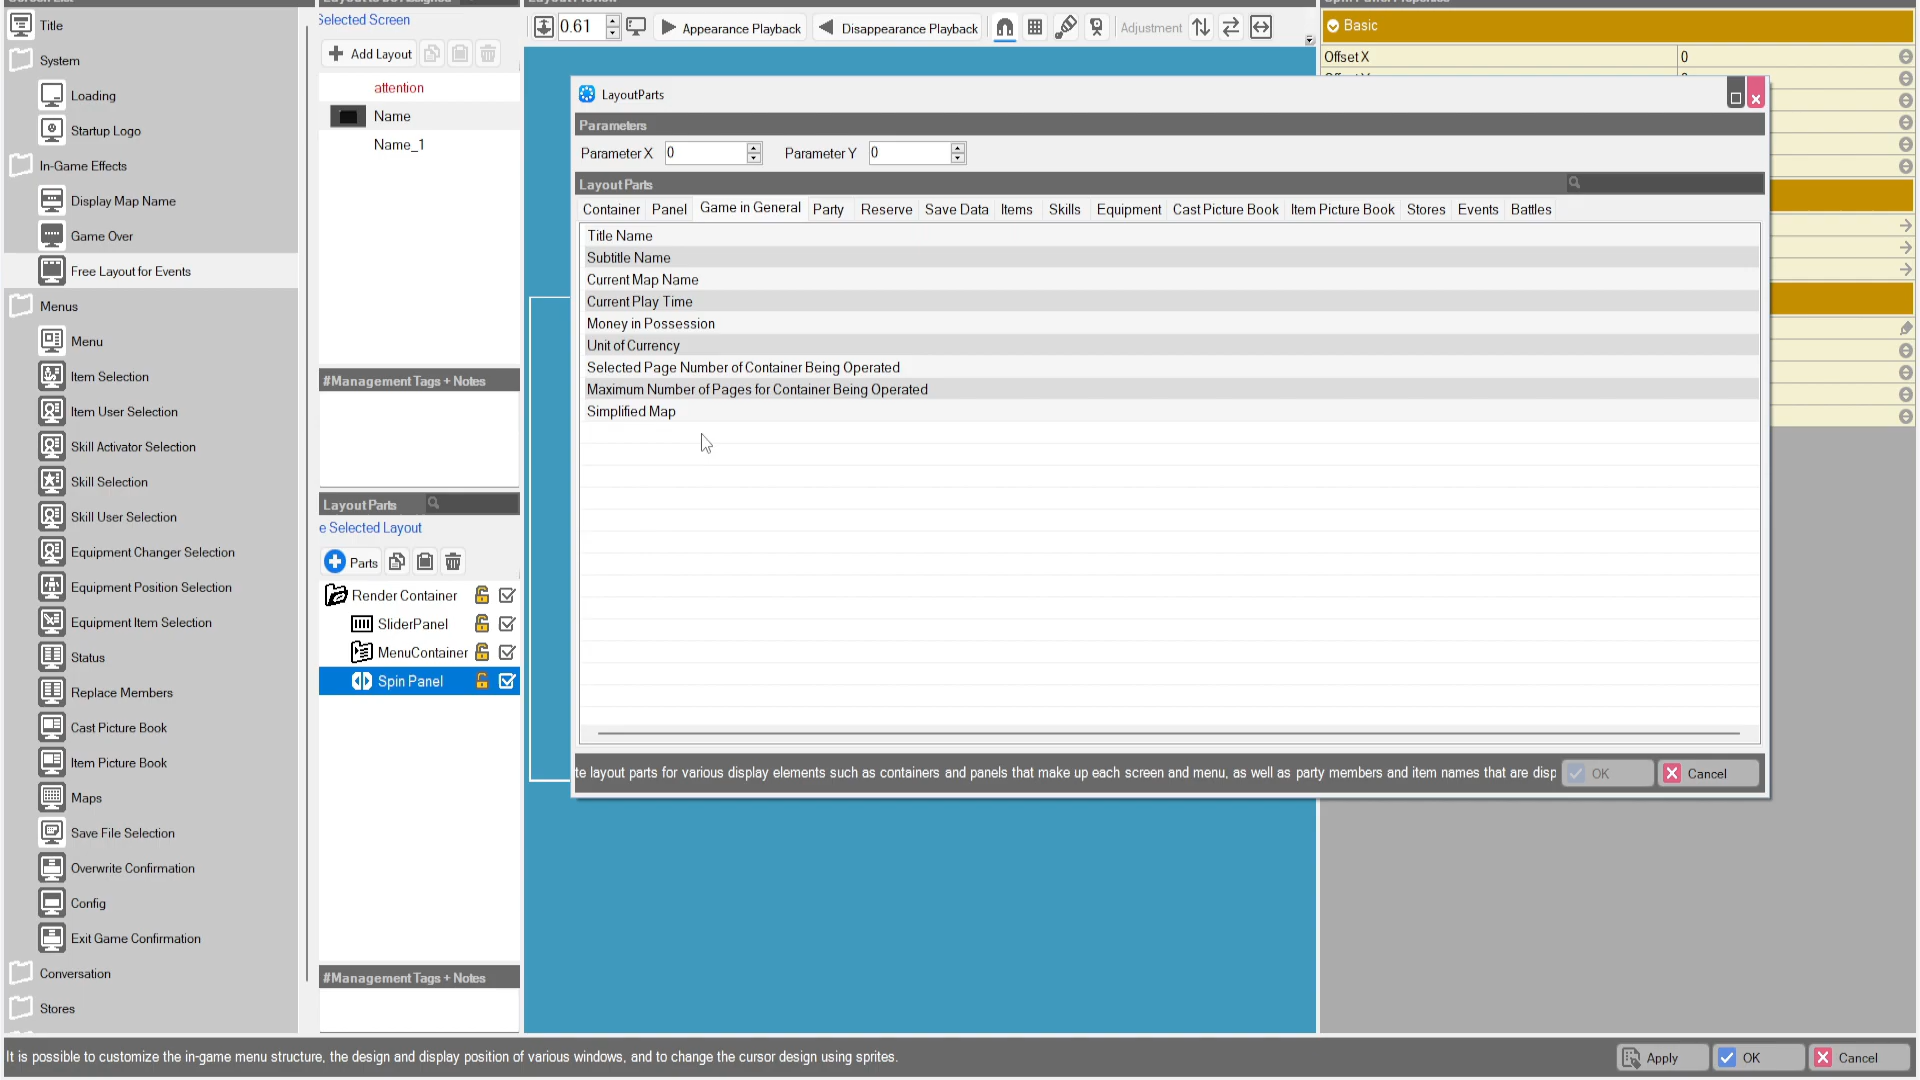 Title
System
Loading
Startup Logo
In-Game Effects
Display Map Name
Game Over
Free Layout for Events
Menus
Menu
Item Selection
Item User Selection
Skill Activator Selection
Skill Selection
Skill User Selection
Equipment Changer Selection
Equipment Position Selection
Equipment Item Selection
Status
Replace Members
Cast Picture Book
Item Picture Book
Maps
Save File Selection
Overwrite Confirmation
Config
Exit Game Confirmation
Conversation
Stores
Selected Screen
Add Layout
attention
Name
Name_1
#Management Tags + Notes
Layout Parts
e Selected Layout
Parts
Render Container
SliderPanel
MenuContainer
Spin Panel
#Management Tags + Notes
0.61
Appearance Playback
Disappearance Playback
Adjustment
Basic
Offset X 0
LayoutParts
Parameters
Parameter X 0 Parameter Y 0
Layout Parts
Container Panel Game in General Party Reserve Save Data Items Skills Equipment Cast Picture Book Item Picture Book Stores Events Battles
Title Name
Subtitle Name
Current Map Name
Current Play Time
Money in Possession
Unit of Currency
Selected Page Number of Container Being Operated
Maximum Number of Pages for Container Being Operated
Simplified Map
te layout parts for various display elements such as containers and panels that make up each screen and menu, as well as party members and item names that are disp
OK
Cancel
It is possible to customize the in-game menu structure, the design and display position of various windows, and to change the cursor design using sprites.
Apply
OK
Cancel